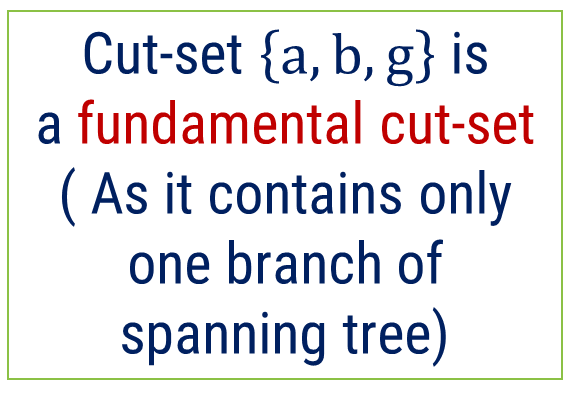 Cut-set {a, b, g} is
a fundamental cut-set
( As it contains only
one branch of
spanning tree)